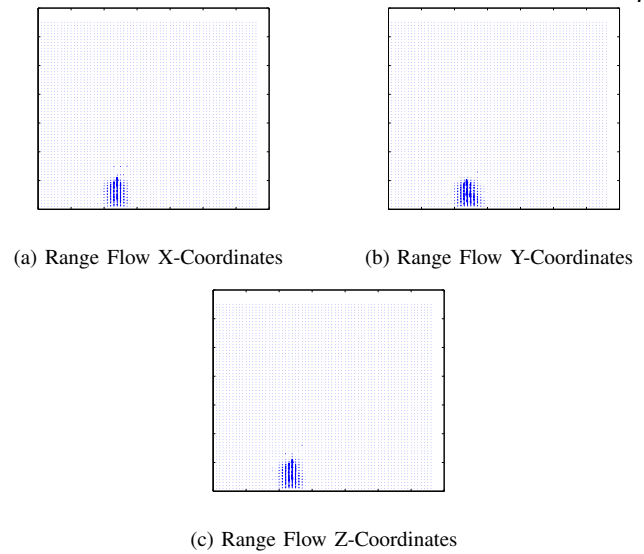 (a) Range Flow X-Coordinates
(b) Range Flow Y-Coordinates
(c) Range Flow Z-Coordinates